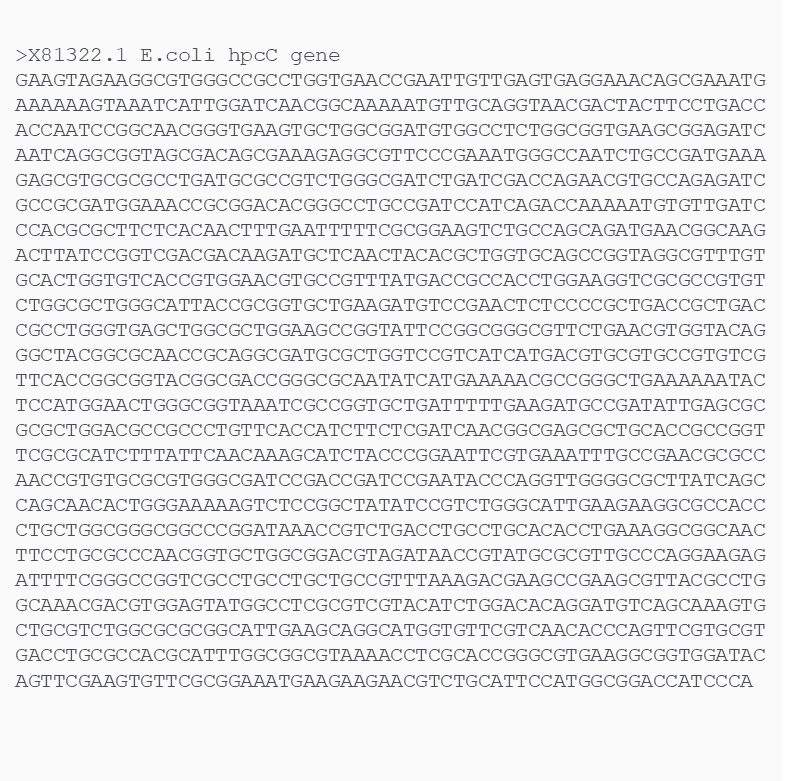 >X81322.1 E.coli hpcC gene
GAAGTAGAAGGCGTGGGCCGCCTGGTGAACCGAATTGTTGAGTGAGGAAACAGCGAAATG
AAAAAAGTAAATCATTGGATCAACGGCAAAAATGTTGCAGGTAACGACTACTTCCTGACC
ACCAATCCGGCAACGGGTGAAGTGCTGGCGGATGTGGCCTCTGGCGGTGAAGCGGAGATC
AATCAGGCGGTAGCGACAGCGAAAGAGGCGTTCCCGAAATGGGCCAATCTGCCGATGAAA
GAGCGTGCGCGCCTGATGCGCCGTCTGGGCGATCTGATCGACCAGAACGTGCCAGAGATC
GCCGCGATGGAAACCGCGGACACGGGCCTGCCGATCCATCAGACCAAAAATGTGTTGATC
CCACGCGCTTCTCACAACTTTGAATTTTTCGCGGAAGTCTGCCAGCAGATGAACGGCAAG
ACTTATCCGGTCGACGACAAGATGCTCAACTACACGCTGGTGCAGCCGGTAGGCGTTTGT
GCACTGGTGTCACCGTGGAACGTGCCGTTTATGACCGCCACCTGGAAGGTCGCGCCGTGT
CTGGCGCTGGGCATTACCGCGGTGCTGAAGATGTCCGAACTCTCCCCGCTGACCGCTGAC
CGCCTGGGTGAGCTGGCGCTGGAAGCCGGTATTCCGGCGGGCGTTCTGAACGTGGTACAG
GGCTACGGCGCAACCGCAGGCGATGCGCTGGTCCGTCATCATGACGTGCGTGCCGTGTCG
TTCACCGGCGGTACGGCGACCGGGCGCAATATCATGAAAAACGCCGGGCTGAAAAAATAC
TCCATGGAACTGGGCGGTAAATCGCCGGTGCTGATTTTTGAAGATGCCGATATTGAGCGC
GCGCTGGACGCCGCCCTGTTCACCATCTTCTCGATCAACGGCGAGCGCTGCACCGCCGGT
TCGCGCATCTTTATTCAACAAAGCATCTACCCGGAATTCGTGAAATTTGCCGAACGCGCC
AACCGTGTGCGCGTGGGCGATCCGACCGATCCGAATACCCAGGTTGGGGCGCTTATCAGC
CAGCAACACTGGGAAAAAGTCTCCGGCTATATCCGTCTGGGCATTGAAGAAGGCGCCACC
CTGCTGGCGGGCGGCCCGGATAAACCGTCTGACCTGCCTGCACACCTGAAAGGCGGCAAC
TTCCTGCGCCCAACGGTGCTGGCGGACGTAGATAACCGTATGCGCGTTGCCCAGGAAGAG
ATTTTCGGGCCGGTCGCCTGCCTGCTGCCGTTTAAAGACGAAGCCGAAGCGTTACGCCTG
GCAAACGACGTGGAGTATGGCCTCGCGTCGTACATCTGGACACAGGATGTCAGCAAAGTG
CTGCGTCTGGCGCGCGGCATTGAAGCAGGCATGGTGTTCGTCAACACCCAGTTCGTGCGT
GACCTGCGCCACGCATTTGGCGGCGTAAAACCTCGCACCGGGCGTGAAGGCGGTGGATAC
AGTTCGAAGTGTTCGCGGAAATGAAGAAGAACGTCTGCATTCCATGGCGGACCATCCCA